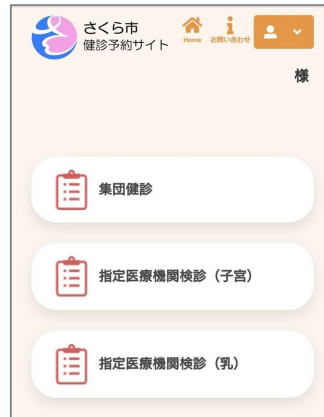 さくら市
健診予約サイト
Home
お問い合わせ
様
集団健診
指定医療機関検診（子宮）
指定医療機関検診（乳）